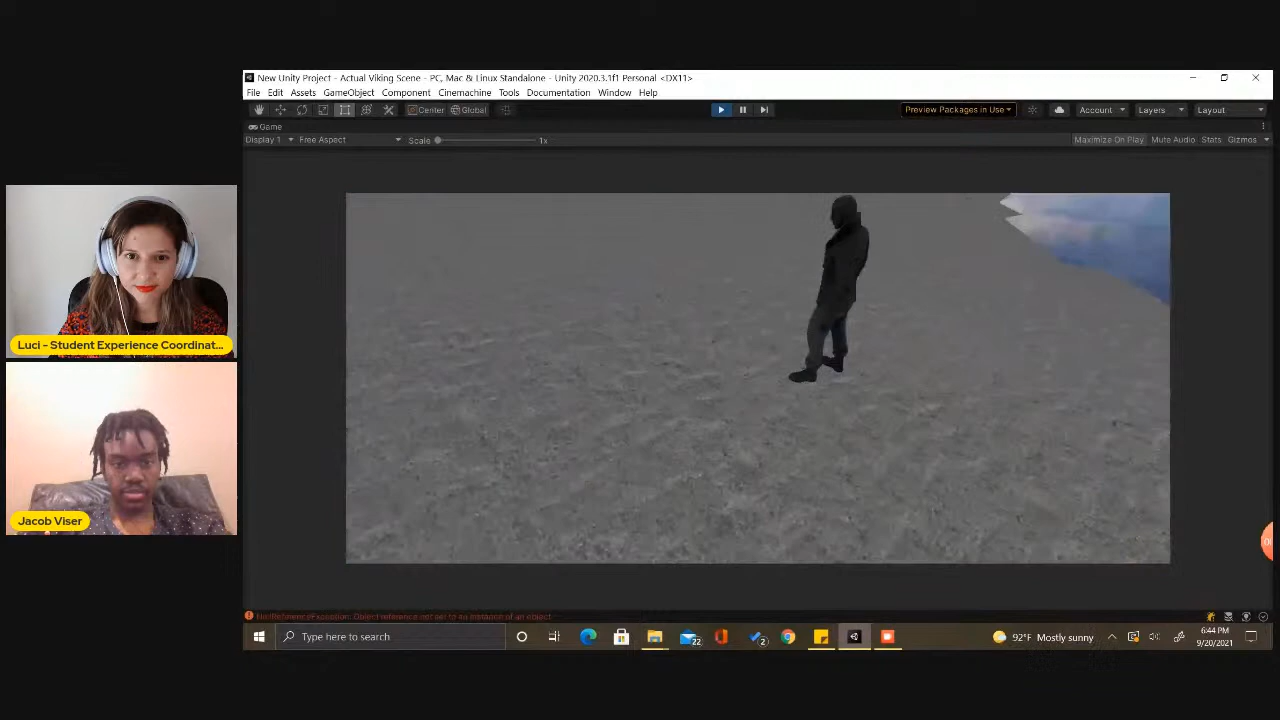 New Unity Project - Actual Viking Scene - PC, Mac & Linux Standalone - Unity 2020.3.1f1 Personal <DX11>
File Edit Assets GameObject Component Cinemachine Tools Documentation Window Help
Center Global Preview Packages in Use Account Layers Layout
Game
Display 1 Free Aspect Scale 1x Maximize On Play Mute Audio Stats Gizmos
Luci - Student Experience Coordinat...
Jacob Viser
NullReferenceException: Object reference not set to an instance of an object
Type here to search 22 2 92°F Mostly sunny 6:44 PM
9/20/2021